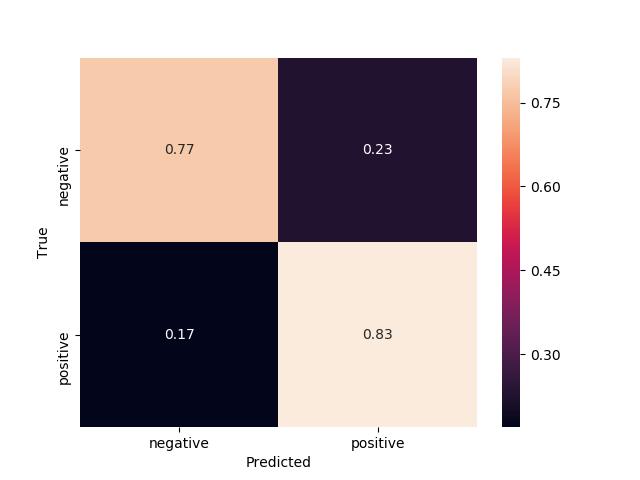 0.77 0.23
0.17 0.83
negative
positive
True
negative positive
Predicted
0.75
0.60
0.45
0.30